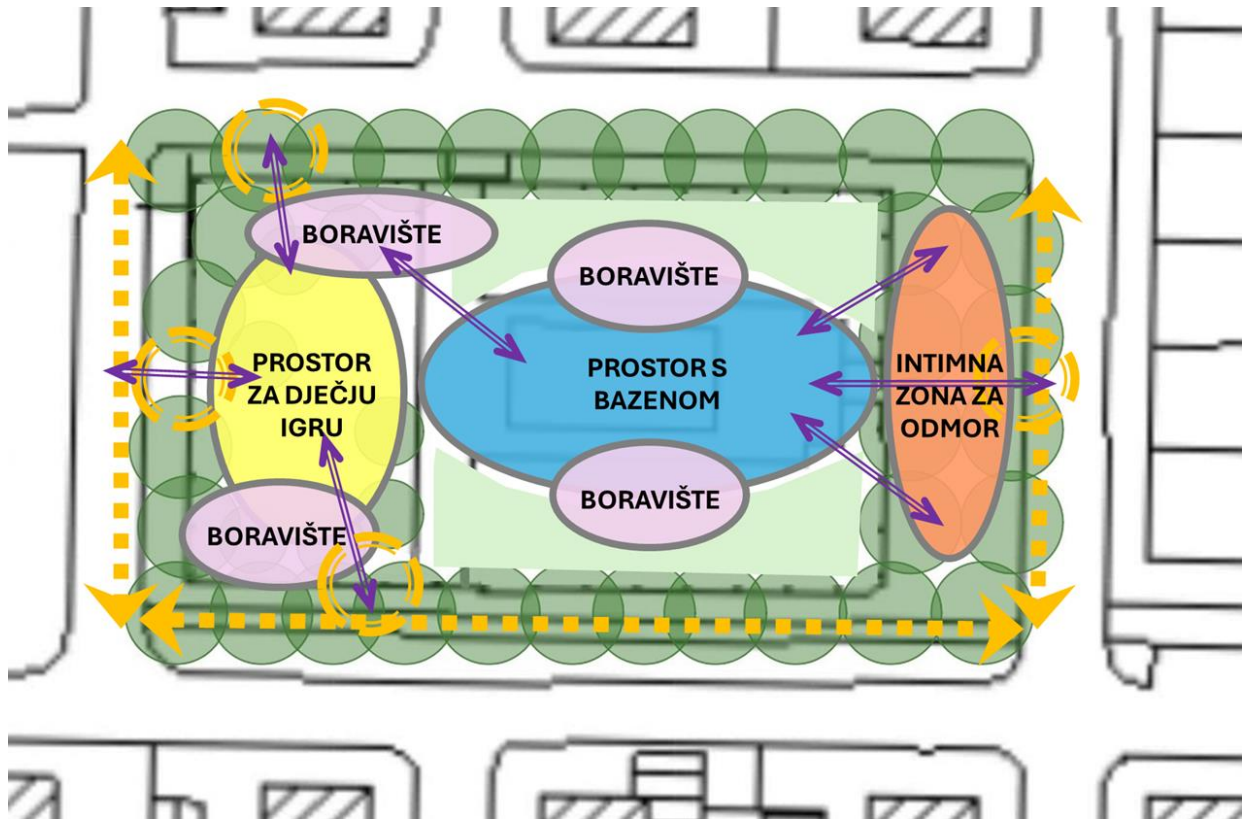 BORAVIŠTE
BORAVIŠTE
PROSTOR
ZA DJEČJU
IGRU
PROSTOR S
BAZENOM
INTIMNA
ZONA ZA
ODMOR
BORAVIŠTE
BORAVIŠTE